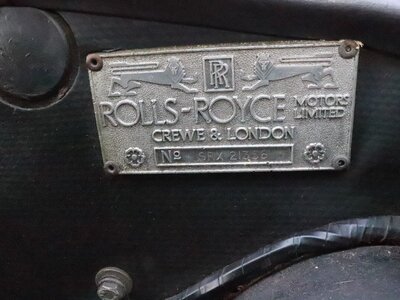 RR
ROLLS-ROYCE MOTORS LIMITED
CREWE & LONDON
Nº